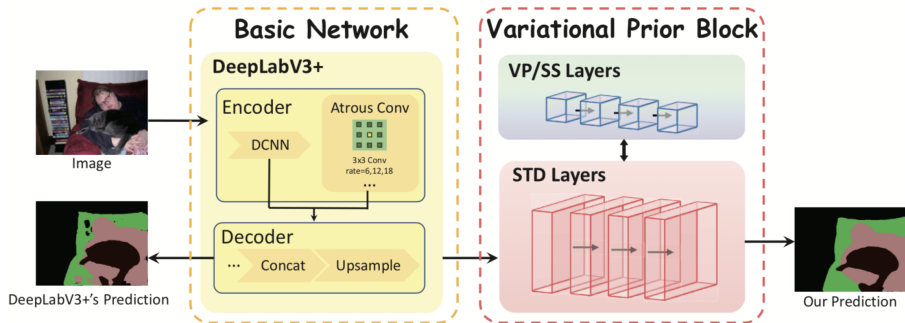 Basic Network
Variational Prior Block
DeepLabV3+
VP/SS Layers
Encoder
Atrous Conv
DCNN
3x3 Conv
rate=6,12,18
...
Image
STD Layers
Decoder
... Concat Upsample
DeepLabV3+'s Prediction
Our Prediction